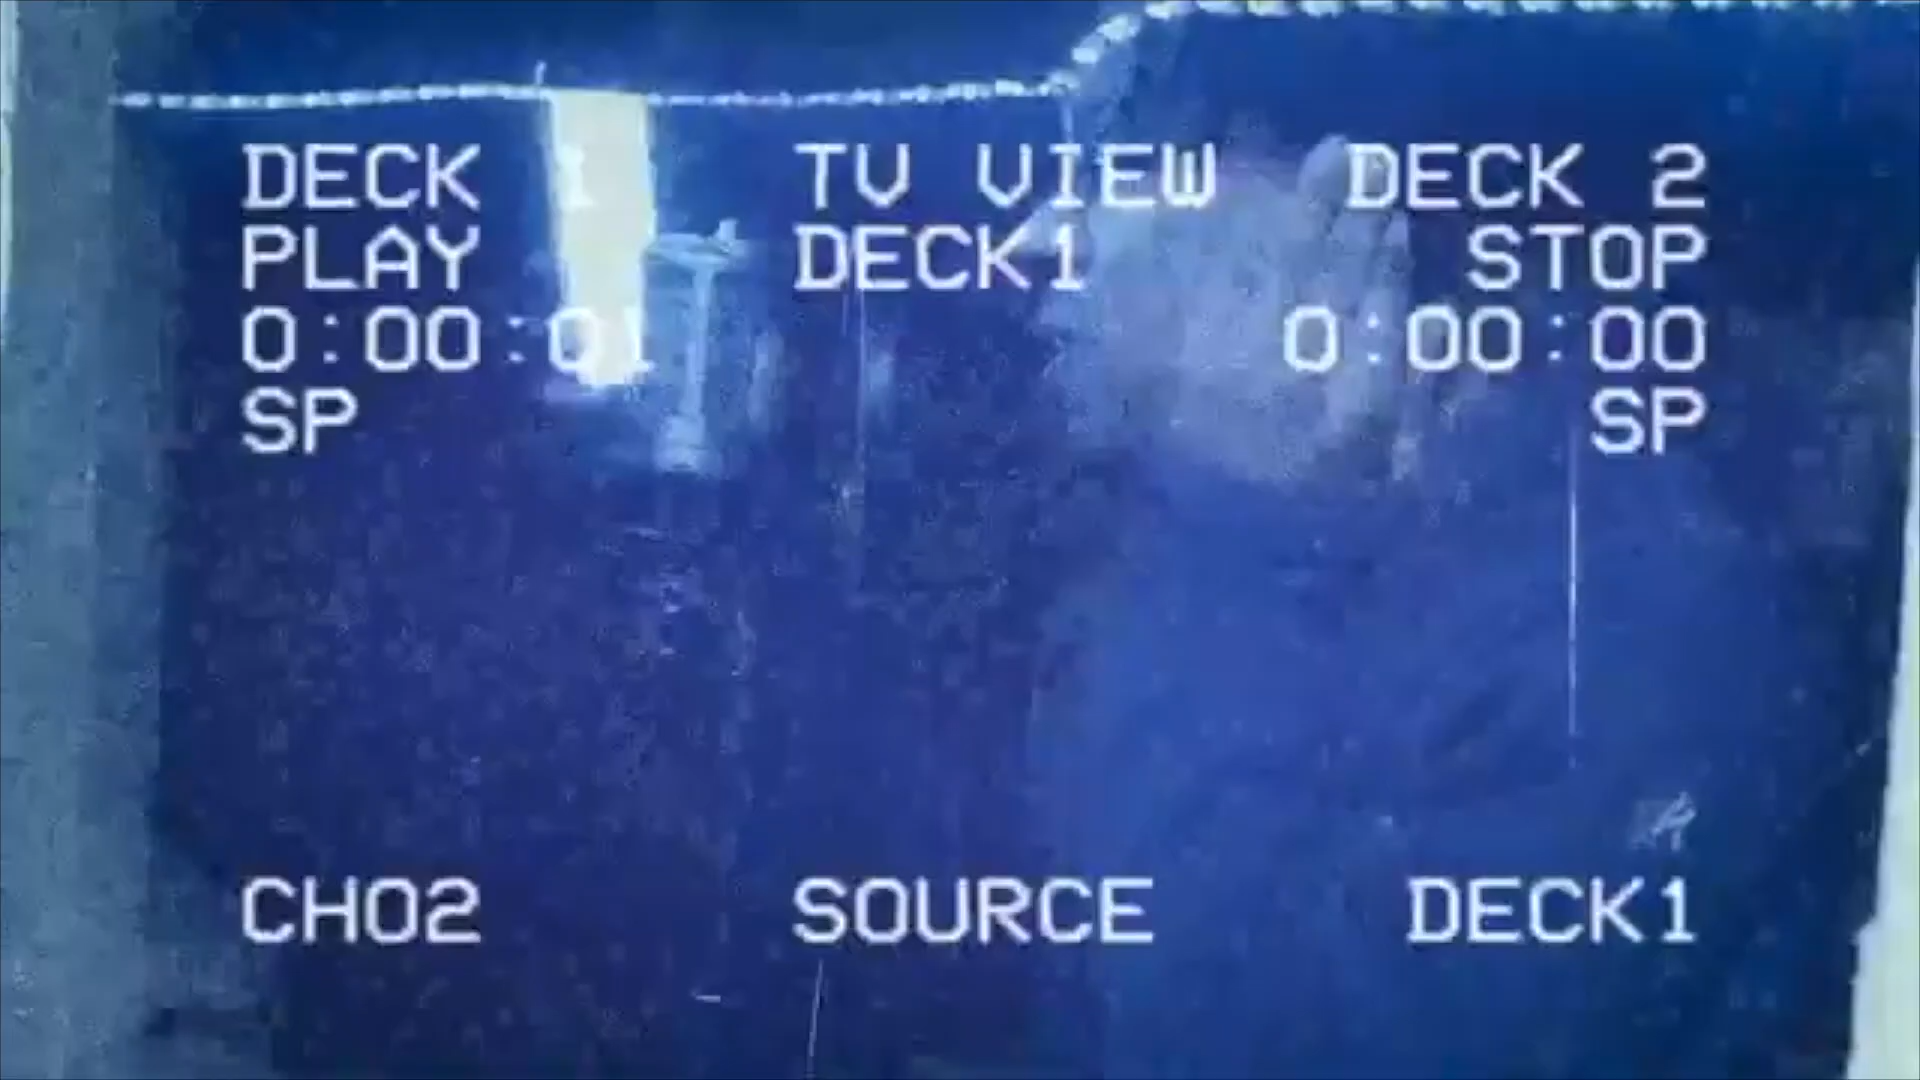 DECK 1 TV VIEW DECK 2
PLAY DECK1 STOP
0:00:01 0:00:00
SP SP
CH02 SOURCE DECK1